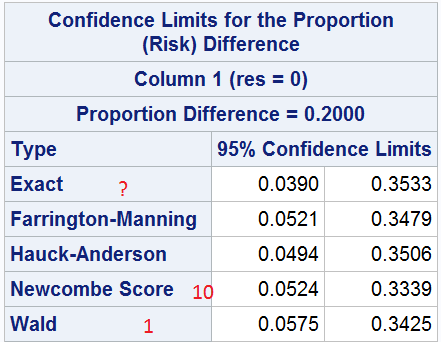 Confidence Limits for the Proportion
(Risk) Difference
Column 1 (res = 0)
Proportion Difference = 0.2000
Type 95% Confidence Limits
Exact ? 0.0390 0.3533
Farrington-Manning 0.0521 0.3479
Hauck-Anderson 0.0494 0.3506
Newcombe Score 10 0.0524 0.3339
Wald 1 0.0575 0.3425